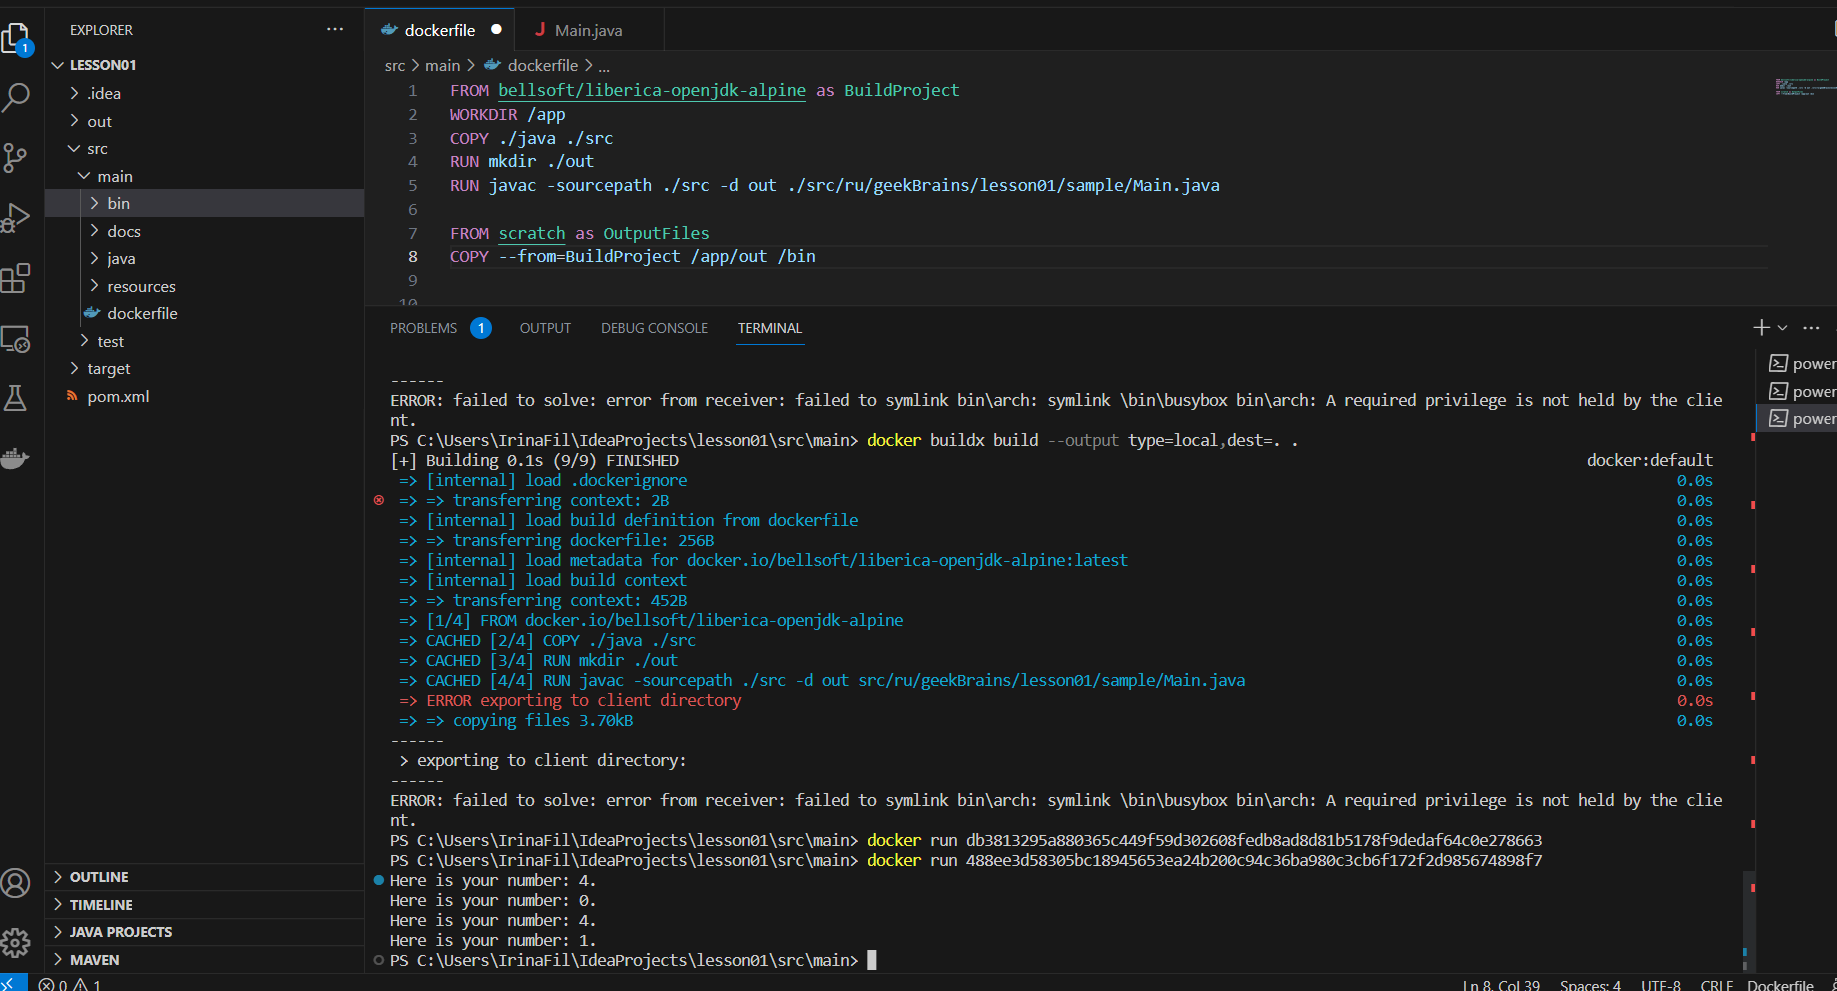 EXPLORER
LESSON01
.idea
out
src
main
bin
docs
java
resources
dockerfile
test
target
pom.xml
OUTLINE
TIMELINE
JAVA PROJECTS
MAVEN
1
dockerfile
J Main.java
src > main > dockerfile > ...
1 FROM bellsoft/liberica-openjdk-alpine as BuildProject
2 WORKDIR /app
3 COPY ./java ./src
4 RUN mkdir ./out
5 RUN javac -sourcepath ./src -d out ./src/ru/geekBrains/lesson01/sample/Main.java
6
7 FROM scratch as OutputFiles
8 COPY --from=BuildProject /app/out /bin
9
10
PROBLEMS 1 OUTPUT DEBUG CONSOLE TERMINAL
power
power
power
------
ERROR: failed to solve: error from receiver: failed to symlink bin\arch: symlink \bin\busybox bin\arch: A required privilege is not held by the clie
nt.
PS C:\Users\IrinaFil\IdeaProjects\lesson01\src\main> docker buildx build --output type=local,dest=. .
[+] Building 0.1s (9/9) FINISHED docker:default
=> [internal] load .dockerignore 0.0s
=> => transferring context: 2B 0.0s
=> [internal] load build definition from dockerfile 0.0s
=> => transferring dockerfile: 256B 0.0s
=> [internal] load metadata for docker.io/bellsoft/liberica-openjdk-alpine:latest 0.0s
=> [internal] load build context 0.0s
=> => transferring context: 452B 0.0s
=> [1/4] FROM docker.io/bellsoft/liberica-openjdk-alpine 0.0s
=> CACHED [2/4] COPY ./java ./src 0.0s
=> CACHED [3/4] RUN mkdir ./out 0.0s
=> CACHED [4/4] RUN javac -sourcepath ./src -d out src/ru/geekBrains/lesson01/sample/Main.java 0.0s
=> ERROR exporting to client directory 0.0s
=> => copying files 3.70kB 0.0s
------
> exporting to client directory:
------
ERROR: failed to solve: error from receiver: failed to symlink bin\arch: symlink \bin\busybox bin\arch: A required privilege is not held by the clie
nt.
PS C:\Users\IrinaFil\IdeaProjects\lesson01\src\main> docker run db3813295a880365c449f59d302608fedb8ad8d81b5178f9dedaf64c0e278663
PS C:\Users\IrinaFil\IdeaProjects\lesson01\src\main> docker run 488ee3d58305bc18945653ea24b200c94c36ba980c3cb6f172f2d985674898f7
Here is your number: 4.
Here is your number: 0.
Here is your number: 4.
Here is your number: 1.
PS C:\Users\IrinaFil\IdeaProjects\lesson01\src\main>
0 1 Ln 8, Col 39 Spaces: 4 UTF-8 CRLF Dockerfile